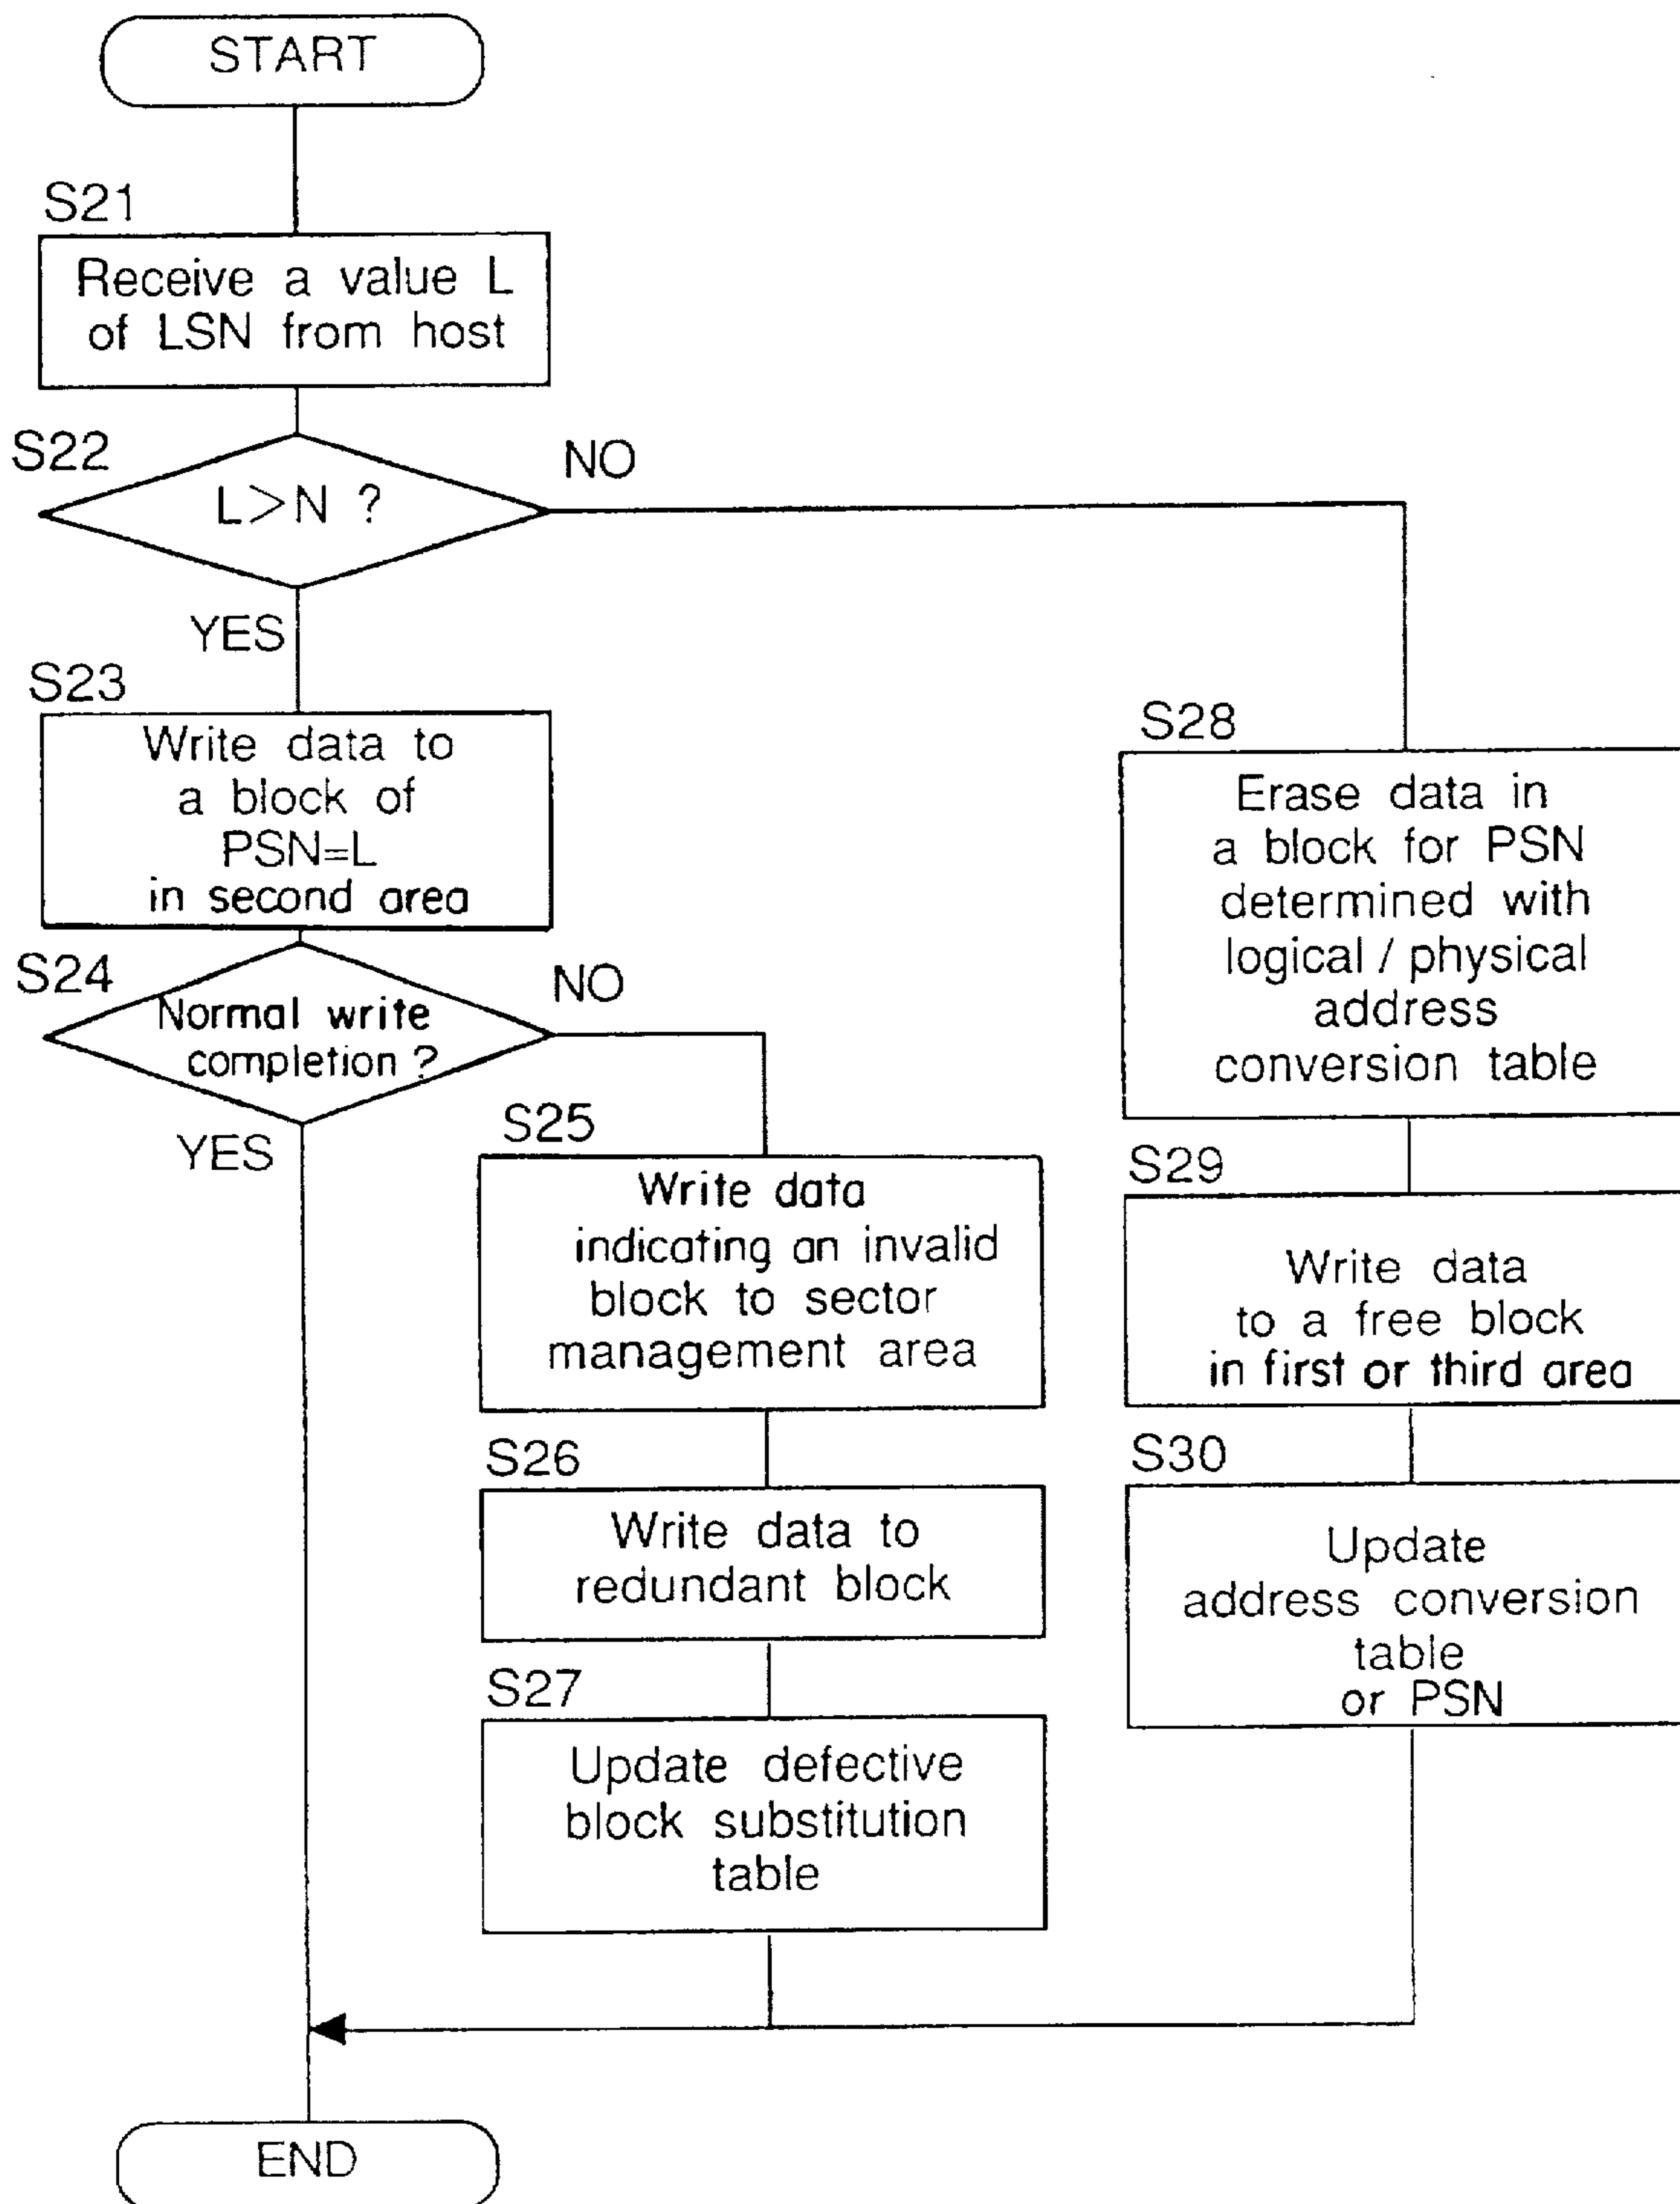 START
S21
Receive a value L
of LSN from host
S22
L>N ?
NO
YES
S23
Write data to
a block of
PSN=L
in second area
S24
Normal write
completion ?
NO
YES
S25
Write data
indicating an invalid
block to sector
management area
S26
Write data to
redundant block
S27
Update defective
block substitution
table
S28
Erase data in
a block for PSN
determined with
logical / physical
address
conversion table
S29
Write data
to a free block
in first or third area
S30
Update
address conversion
table
or PSN
END